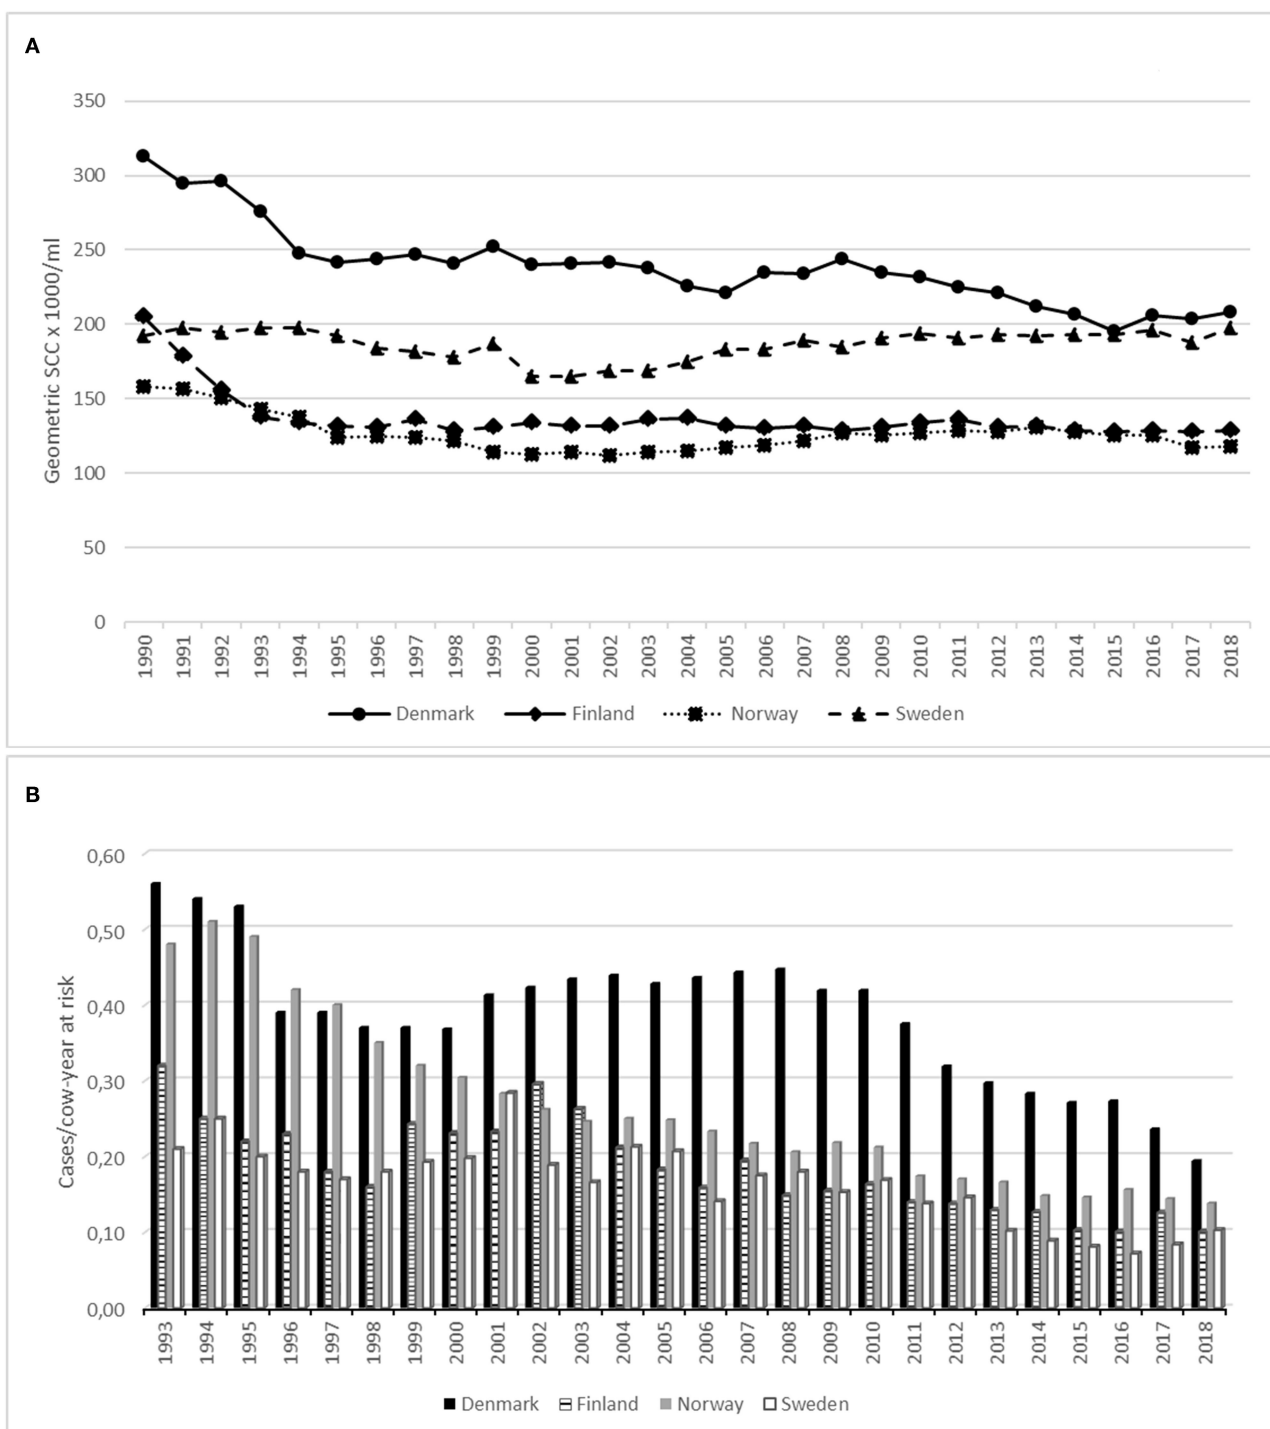 A
350
300
250
200
150
100
50
0
Geometric SCC x 1000/ml
1990 1991 1992 1993 1994 1995 1996 1997 1998 1999 2000 2001 2002 2003 2004 2005 2006 2007 2008 2009 2010 2011 2012 2013 2014 2015 2016 2017 2018
Denmark Finland Norway Sweden
B
0,60
0,50
0,40
0,30
0,20
0,10
0,00
Cases/cow-year at risk
1993 1994 1995 1996 1997 1998 1999 2000 2001 2002 2003 2004 2005 2006 2007 2008 2009 2010 2011 2012 2013 2014 2015 2016 2017 2018
Denmark Finland Norway Sweden